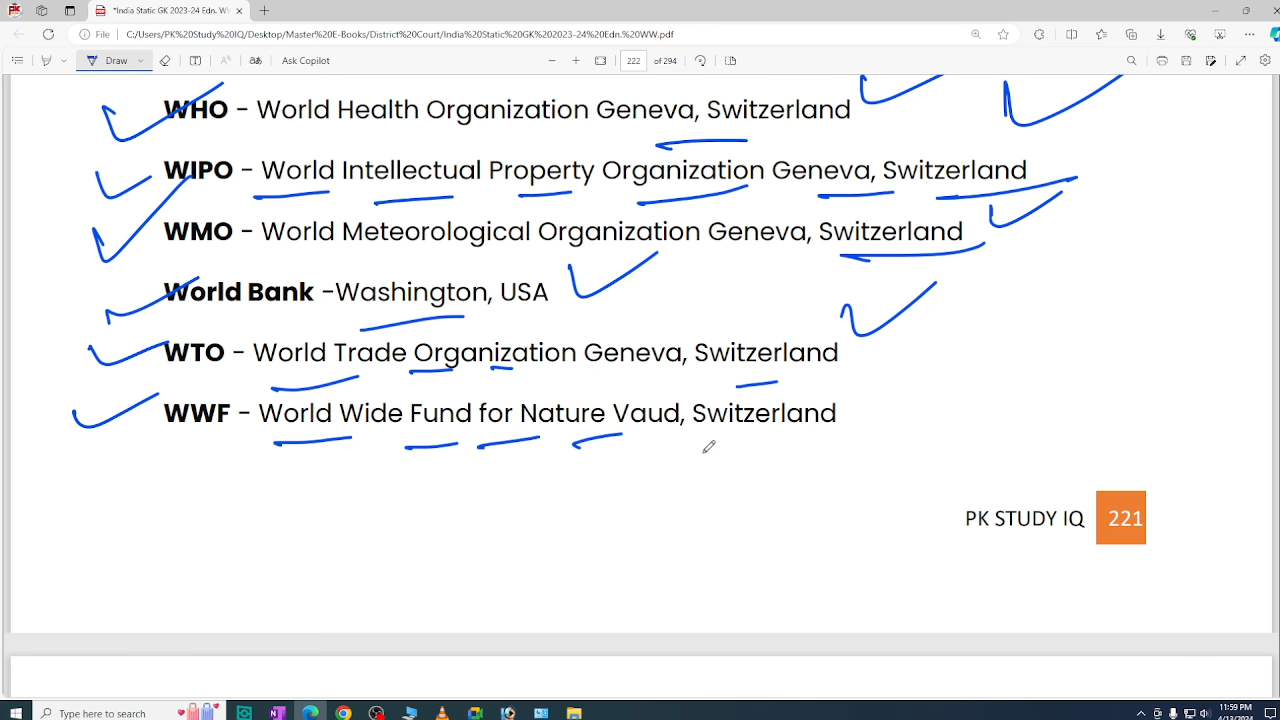 *India Static GK 2023-24 Edn. W
File
C:/Users/PK%20Study%20IQ/Desktop/Master%20E-Books/District%20Court/India%20Static%20GK%202023-24%20Edn.%20WW.pdf
Draw
Ask Copilot
222 of 294
WHO - World Health Organization Geneva, Switzerland
WIPO - World Intellectual Property Organization Geneva, Switzerland
WMO - World Meteorological Organization Geneva, Switzerland
World Bank -Washington, USA
WTO - World Trade Organization Geneva, Switzerland
WWF - World Wide Fund for Nature Vaud, Switzerland
PK STUDY IQ 221
Type here to search
11:59 PM
4/13/2024